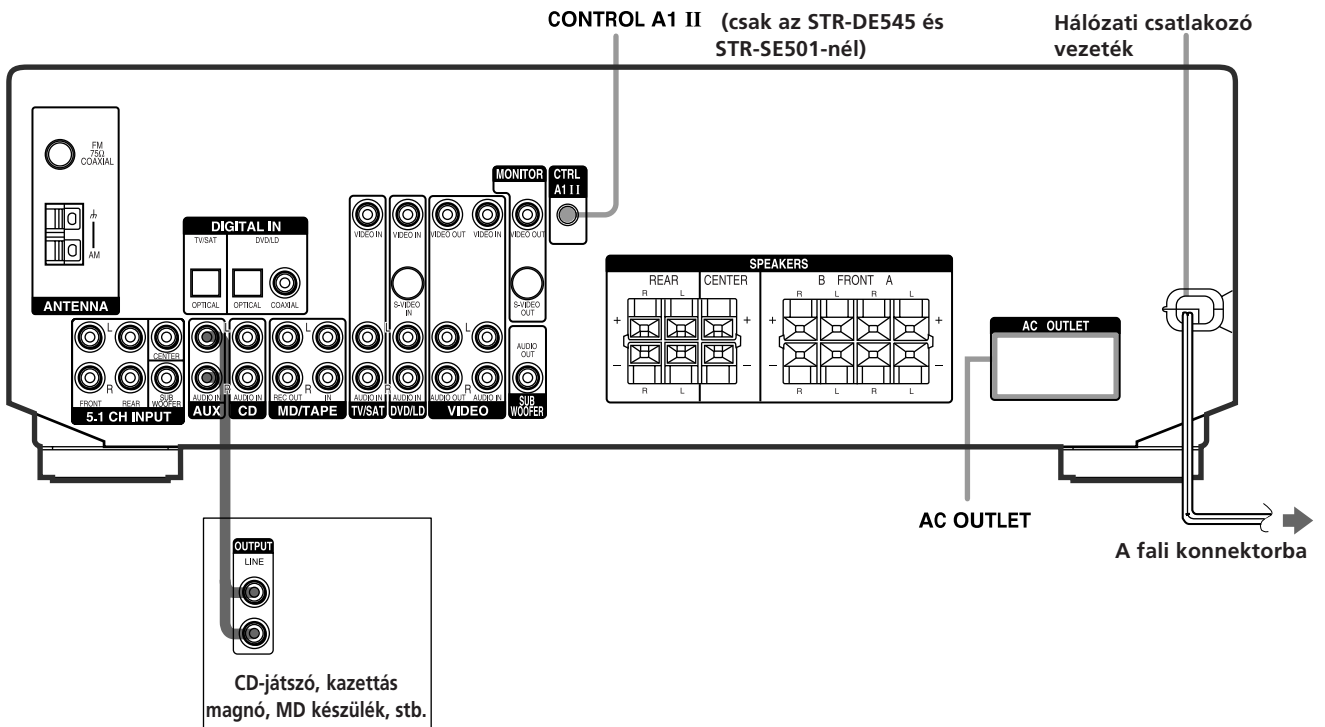 CONTROL A1 II (csak az STR-DE545 és
STR-SE501-nél)
Hálózati csatlakozó
vezeték
FM
75Ω
COAXIAL
AM
ANTENNA
DIGITAL IN
TV/SAT DVD/LD
OPTICAL OPTICAL COAXIAL
MONITOR
CTRL
A1 II
VIDEO IN VIDEO IN VIDEO OUT VIDEO IN VIDEO OUT
S-VIDEO
IN
S-VIDEO
OUT
AUDIO
OUT
SUB
WOOFER
L L L L L
CENTER
R R R R R
FRONT REAR SUB
WOOFER
AUDIO IN AUDIO IN REC OUT IN AUDIO IN AUDIO IN AUDIO OUT AUDIO IN
5.1 CH INPUT AUX CD MD/TAPE TV/SAT DVD/LD VIDEO
SPEAKERS
REAR CENTER B FRONT A
R L R L R L
+ + + +
– – – –
R L R L R L
AC OUTLET
AC OUTLET
A fali konnektorba
OUTPUT
LINE
CD-játszó, kazettás
magnó, MD készülék, stb.